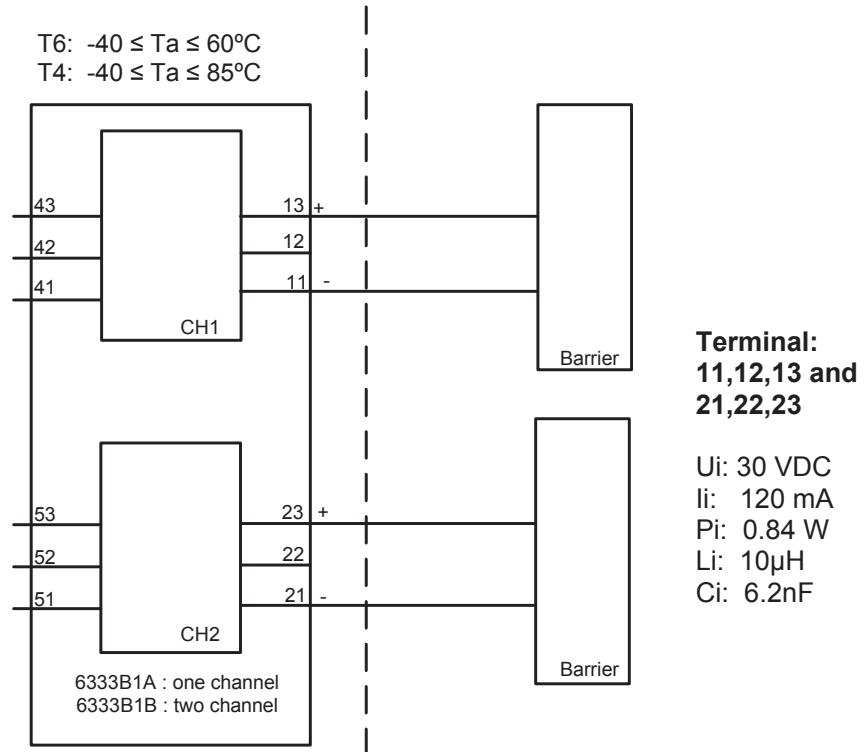 T6: -40 ≤ Ta ≤ 60ºC
T4: -40 ≤ Ta ≤ 85ºC
43
42
41
13 +
12
11 -
CH1
Barrier
53
52
51
23 +
22
21 -
CH2
Barrier
6333B1A : one channel
6333B1B : two channel
Terminal:
11,12,13 and
21,22,23
Ui: 30 VDC
Ii: 120 mA
Pi: 0.84 W
Li: 10µH
Ci: 6.2nF